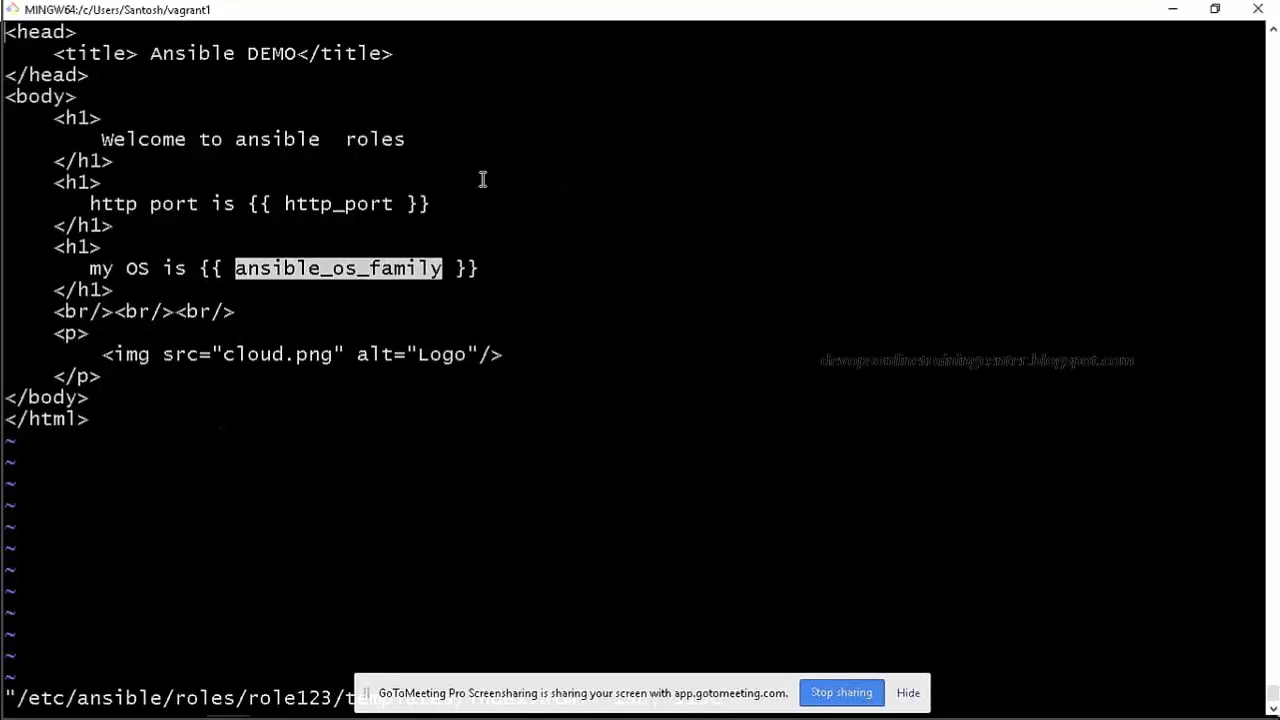 MINGW64:/c/Users/Santosh/vagrant1
<head>
    <title> Ansible DEMO</title>
</head>
<body>
    <h1>
        Welcome to ansible  roles
    </h1>
    <h1>
       http port is {{ http_port }}
    </h1>
    <h1>
       my OS is {{ ansible_os_family }}
    </h1>
    <br/><br/><br/>
    <p>
        <img src="cloud.png" alt="Logo"/>
    </p>
</body>
</html>
devopsonlinetrainingcenter.blogspot.com
~
~
~
~
~
~
~
~
~
~
~
~
"/etc/ansible/roles/role123/
GoToMeeting Pro Screensharing is sharing your screen with app.gotomeeting.com. Stop sharing Hide